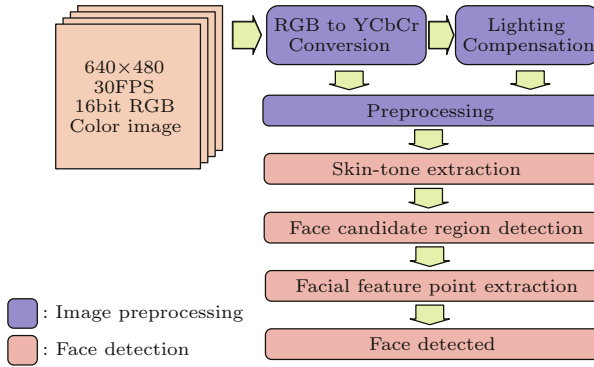 640×480
30FPS
16bit RGB
Color image
RGB to YCbCr
Conversion
Lighting
Compensation
Preprocessing
Skin-tone extraction
Face candidate region detection
Facial feature point extraction
Face detected
: Image preprocessing
: Face detection